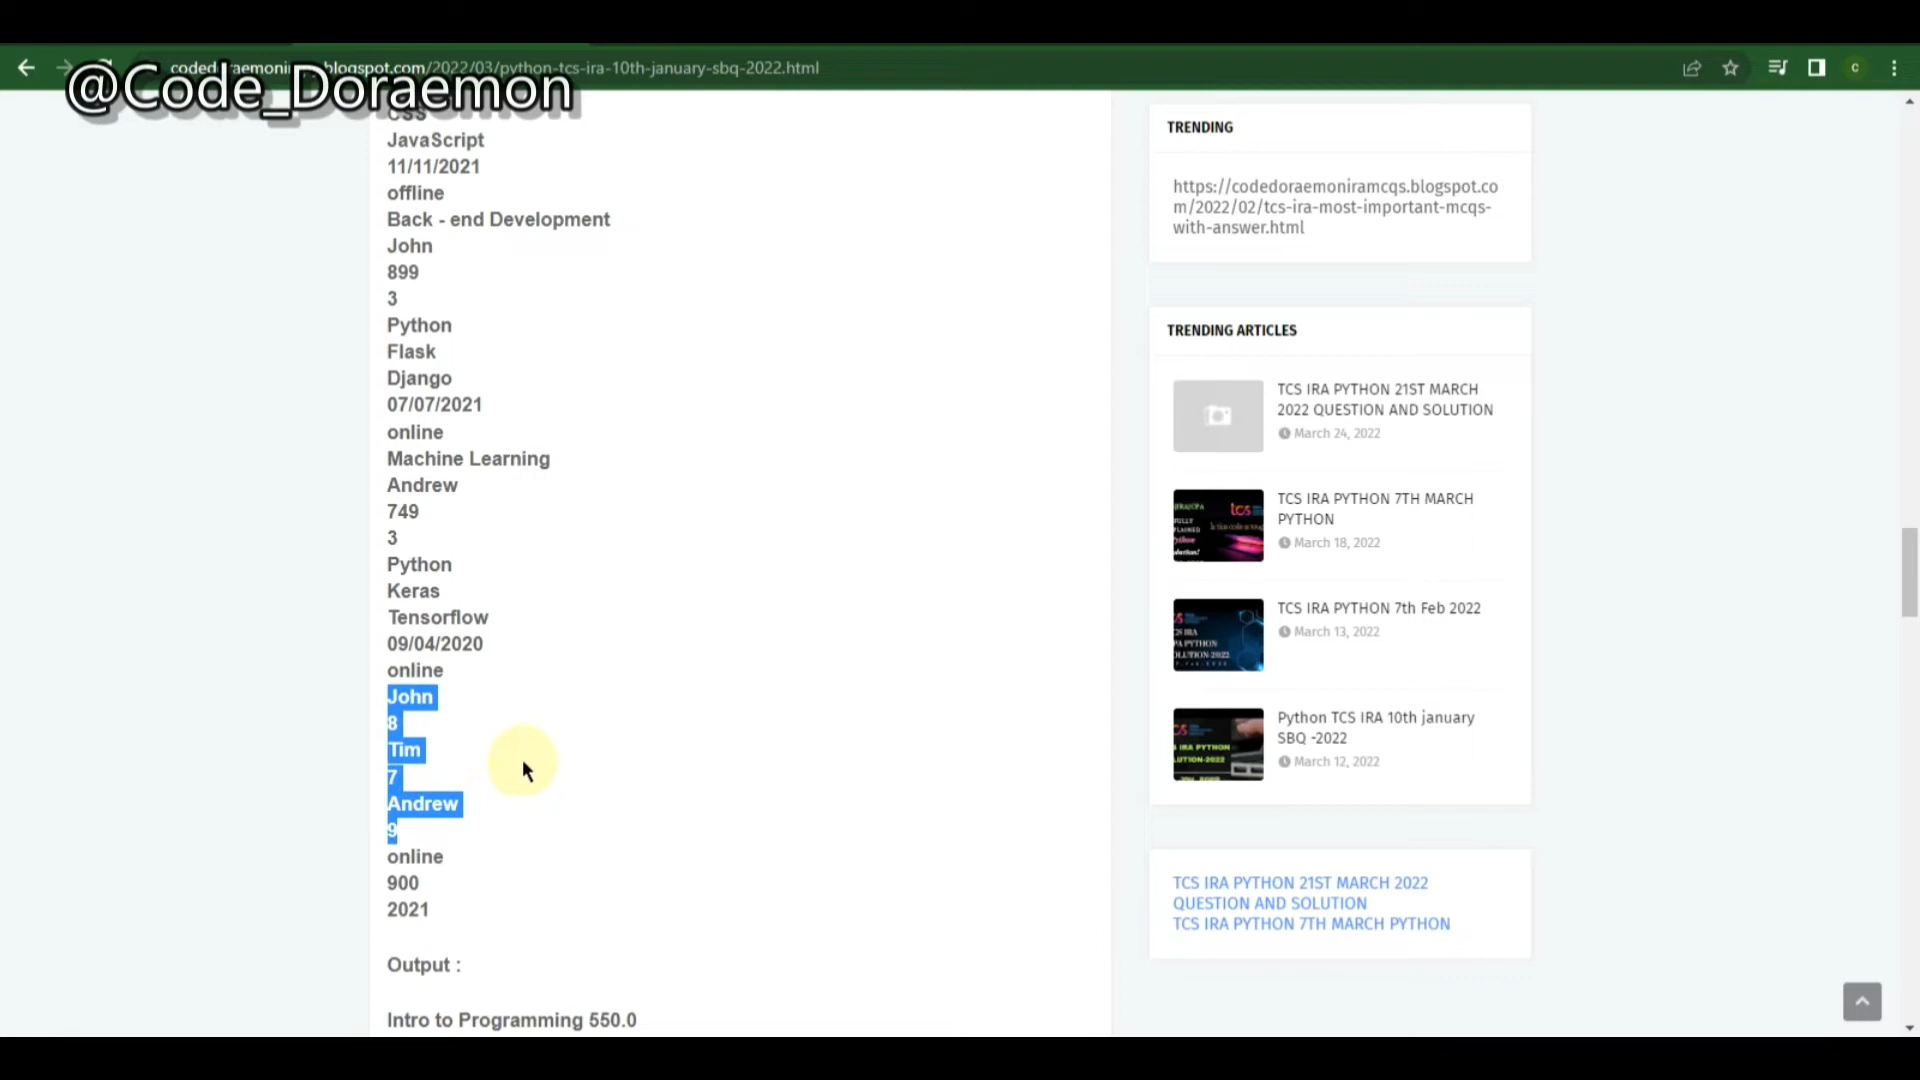 coded
blogspot.com/2022/03/python-tcs-ira-10th-january-sbq-2022.html
@Code_Doraemon
c
CSS
JavaScript
11/11/2021
offline
Back - end Development
John
899
3
Python
Flask
Django
07/07/2021
online
Machine Learning
Andrew
749
3
Python
Keras
Tensorflow
09/04/2020
online
John
8
Tim
7
Andrew
9
online
900
2021
Output :
Intro to Programming 550.0
TRENDING
https://codedoraemoniramcqs.blogspot.co
m/2022/02/tcs-ira-most-important-mcqs-
with-answer.html
TRENDING ARTICLES
TCS IRA PYTHON 21ST MARCH
2022 QUESTION AND SOLUTION
March 24, 2022
TCS IRA PYTHON 7TH MARCH
PYTHON
March 18, 2022
TCS IRA PYTHON 7th Feb 2022
March 13, 2022
Python TCS IRA 10th january
SBQ -2022
March 12, 2022
TCS IRA PYTHON 21ST MARCH 2022
QUESTION AND SOLUTION
TCS IRA PYTHON 7TH MARCH PYTHON